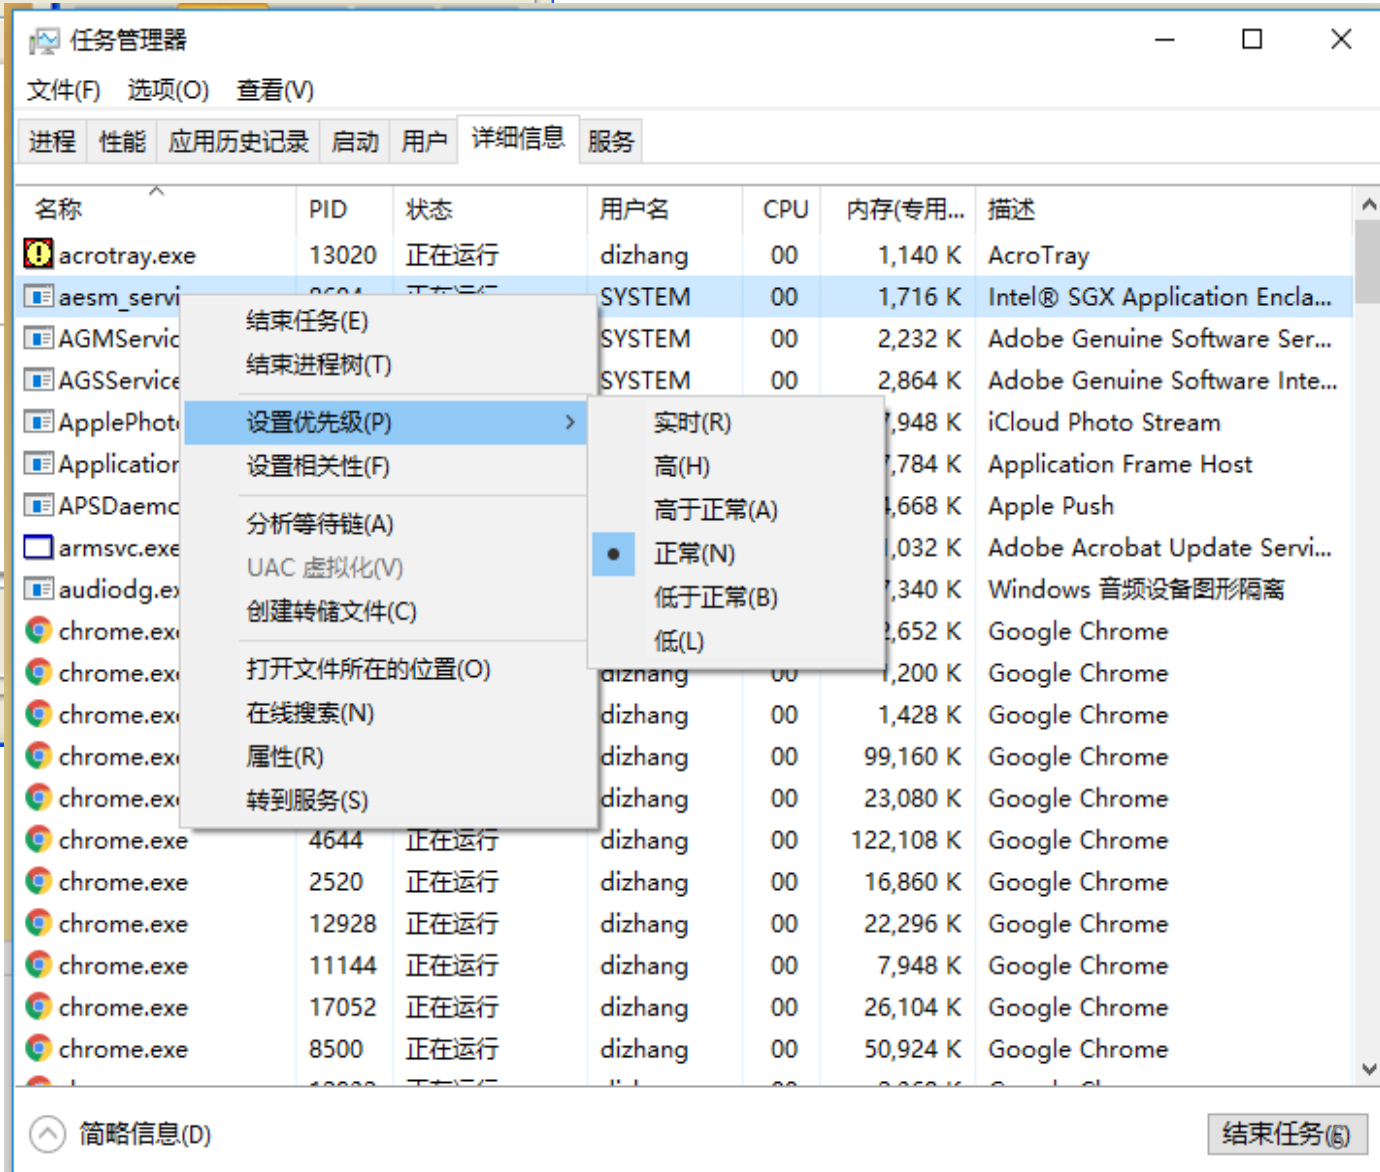 任务管理器
文件(F) 选项(O) 查看(V)
进程 性能 应用历史记录 启动 用户 详细信息 服务
名称 PID 状态 用户名 CPU 内存(专用... 描述
acrotray.exe 13020 正在运行 dizhang 00 1,140 K AcroTray
aesm_servi SYSTEM 00 1,716 K Intel® SGX Application Encla...
结束任务(E)
AGMServic SYSTEM 00 2,232 K Adobe Genuine Software Ser...
结束进程树(T)
AGSService SYSTEM 00 2,864 K Adobe Genuine Software Inte...
ApplePhot 设置优先级(P) 实时(R) ,948 K iCloud Photo Stream
Application 设置相关性(F) 高(H) ,784 K Application Frame Host
APSDaemo 高于正常(A) ,668 K Apple Push
分析等待链(A)
armsvc.exe 正常(N) ,032 K Adobe Acrobat Update Servi...
UAC 虚拟化(V)
audiodg.ex 低于正常(B) ,340 K Windows 音频设备图形隔离
创建转储文件(C)
chrome.exe 低(L) 2,652 K Google Chrome
chrome.exe 打开文件所在的位置(O) dizhang 00 1,200 K Google Chrome
chrome.exe 在线搜索(N) dizhang 00 1,428 K Google Chrome
chrome.exe 属性(R) dizhang 00 99,160 K Google Chrome
chrome.exe 转到服务(S) dizhang 00 23,080 K Google Chrome
chrome.exe 4644 正在运行 dizhang 00 122,108 K Google Chrome
chrome.exe 2520 正在运行 dizhang 00 16,860 K Google Chrome
chrome.exe 12928 正在运行 dizhang 00 22,296 K Google Chrome
chrome.exe 11144 正在运行 dizhang 00 7,948 K Google Chrome
chrome.exe 17052 正在运行 dizhang 00 26,104 K Google Chrome
chrome.exe 8500 正在运行 dizhang 00 50,924 K Google Chrome
简略信息(D) 结束任务(E)